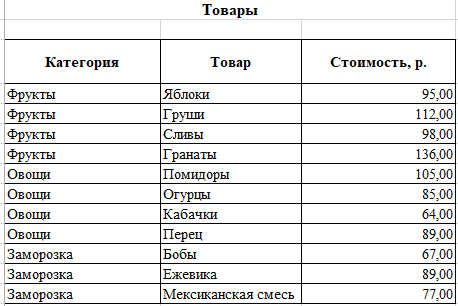 Товары
Категория Товар Стоимость, р.
Фрукты Яблоки 95,00
Фрукты Груши 112,00
Фрукты Сливы 98,00
Фрукты Гранаты 136,00
Овощи Помидоры 105,00
Овощи Огурцы 85,00
Овощи Кабачки 64,00
Овощи Перец 89,00
Заморозка Бобы 67,00
Заморозка Ежевика 89,00
Заморозка Мексиканская смесь 77,00